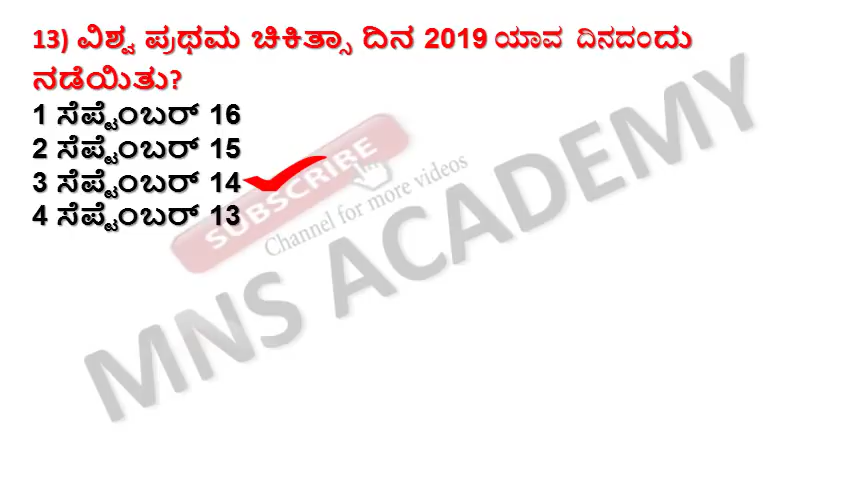 13) ವಿಶ್ವ ಪ್ರಥಮ ಚಿಕಿತ್ಸಾ ದಿನ 2019 ಯಾವ ದಿನದಂದು
ನಡೆಯಿತು?
1 ಸೆಪ್ಟೆಂಬರ್ 16
2 ಸೆಪ್ಟೆಂಬರ್ 15
3 ಸೆಪ್ಟೆಂಬರ್ 14
4 ಸೆಪ್ಟೆಂಬರ್ 13
SUBSCRIBE
Channel for more videos
MNS ACADEMY